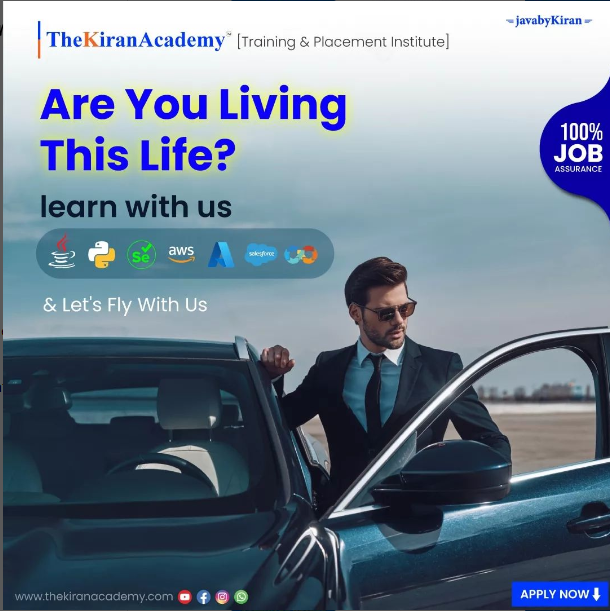 TheKiranAcademy™ [Training & Placement Institute]
javabyKiran
Are You Living
This Life?
100%
JOB
ASSURANCE
learn with us
Se
aws
salesforce
& Let's Fly With Us
www.thekiranacademy.com
APPLY NOW